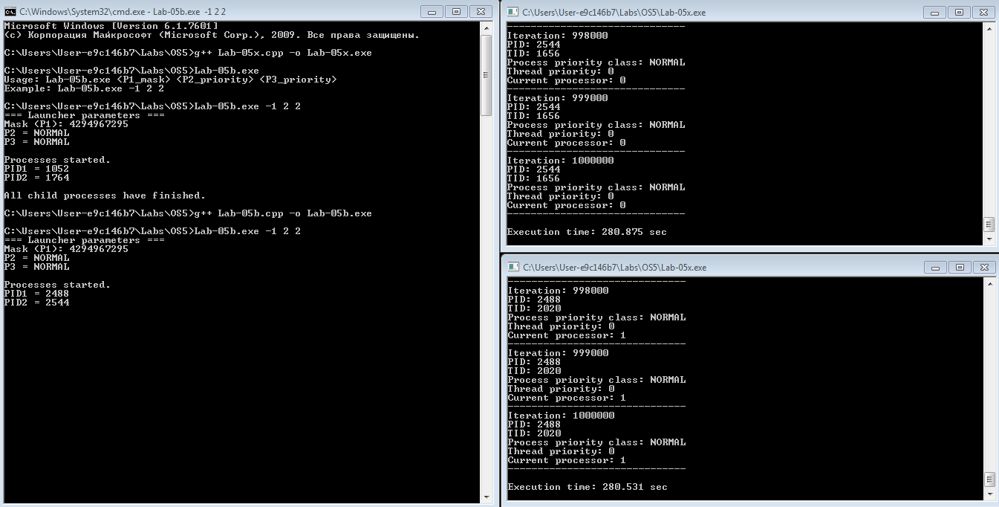 C:\Windows\System32\cmd.exe - Lab-05b.exe -1 2 2
Microsoft Windows [Version 6.1.7601]
(c) Корпорация Майкрософт (Microsoft Corp.), 2009. Все права защищены.
C:\Users\User-e9c146b7\Labs\OS5>g++ Lab-05x.cpp -o Lab-05x.exe
C:\Users\User-e9c146b7\Labs\OS5>Lab-05b.exe
Usage: Lab-05b.exe <P1_mask> <P2_priority> <P3_priority>
Example: Lab-05b.exe -1 2 2
C:\Users\User-e9c146b7\Labs\OS5>Lab-05b.exe -1 2 2
=== Launcher parameters ===
Mask (P1): 4294967295
P2 = NORMAL
P3 = NORMAL
Processes started.
PID1 = 1052
PID2 = 1764
All child processes have finished.
C:\Users\User-e9c146b7\Labs\OS5>g++ Lab-05b.cpp -o Lab-05b.exe
C:\Users\User-e9c146b7\Labs\OS5>Lab-05b.exe -1 2 2
=== Launcher parameters ===
Mask (P1): 4294967295
P2 = NORMAL
P3 = NORMAL
Processes started.
PID1 = 2488
PID2 = 2544
C:\Users\User-e9c146b7\Labs\OS5\Lab-05x.exe
------------------------------
Iteration: 998000
PID: 2544
TID: 1656
Process priority class: NORMAL
Thread priority: 0
Current processor: 0
------------------------------
Iteration: 999000
PID: 2544
TID: 1656
Process priority class: NORMAL
Thread priority: 0
Current processor: 0
------------------------------
Iteration: 1000000
PID: 2544
TID: 1656
Process priority class: NORMAL
Thread priority: 0
Current processor: 0
------------------------------
Execution time: 280.875 sec
C:\Users\User-e9c146b7\Labs\OS5\Lab-05x.exe
------------------------------
Iteration: 998000
PID: 2488
TID: 2020
Process priority class: NORMAL
Thread priority: 0
Current processor: 1
------------------------------
Iteration: 999000
PID: 2488
TID: 2020
Process priority class: NORMAL
Thread priority: 0
Current processor: 1
------------------------------
Iteration: 1000000
PID: 2488
TID: 2020
Process priority class: NORMAL
Thread priority: 0
Current processor: 1
------------------------------
Execution time: 280.531 sec